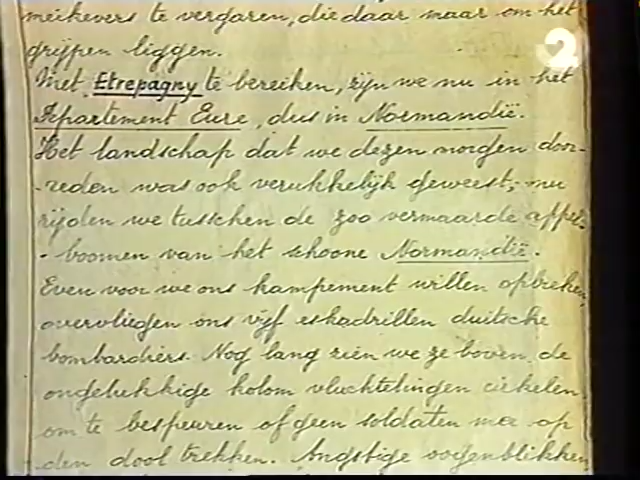 meikevers te vergaren, die daar maar om het
grijpen liggen.
Met Etrepagny te bereiken, zijn we nu in het
Departement Eure, dus in Normandië.
Het landschap dat we dezen morgen door-
-reden was ook verukkelijk geweest; nu
rijden we tusschen de zoo vermaarde appel-
-boomen van het schoone Normandië.
Even voor we ons kampement willen opbreken,
overvliegen ons vijf eskadrillen duitsche
bombardiers. Nog lang zien we ze boven de
ongelukkige kolom vluchtelingen cirkelen
om te bespeuren of geen soldaten mee op
den dool trekken. Angstige oogenblikken
2